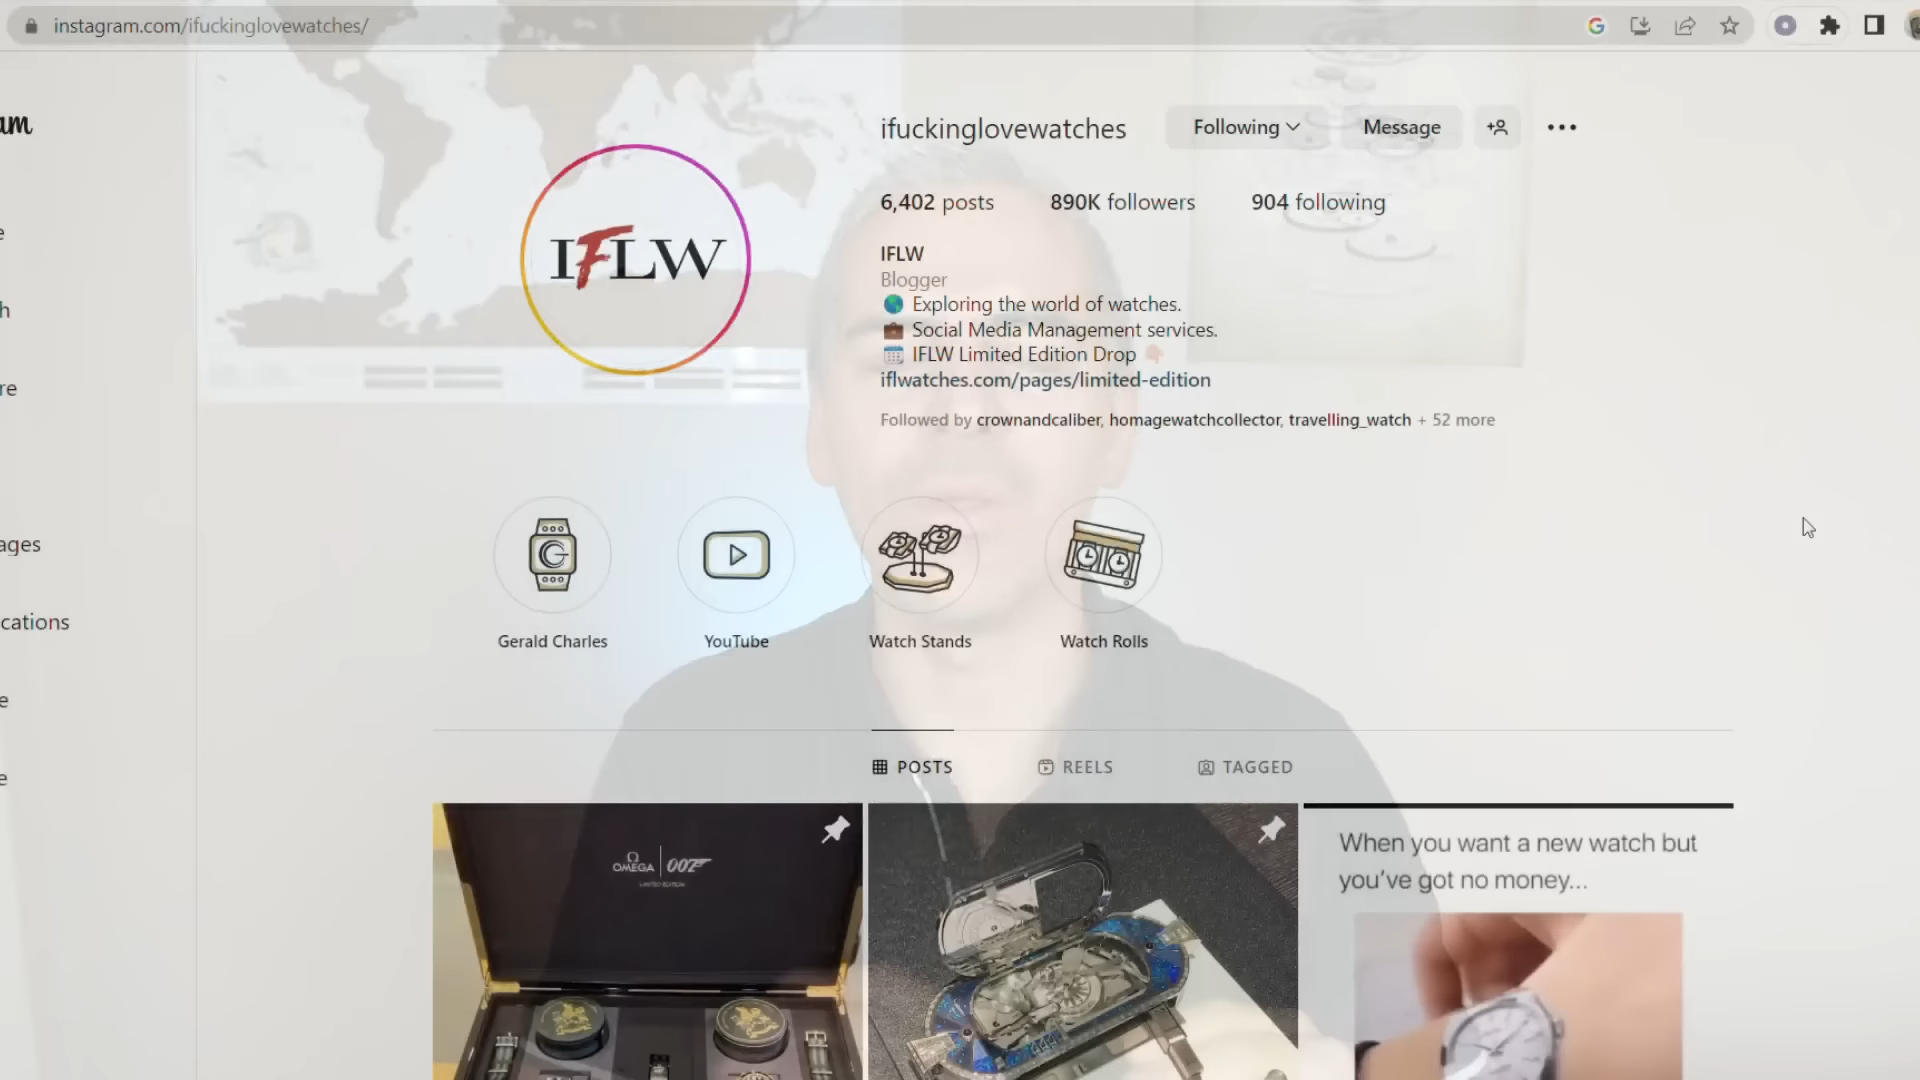 instagram.com/ifuckinglovewatches/
am
ifuckinglovewatches
Following
Message
6,402 posts
890K followers
904 following
e
IFLW
IFLW
Blogger
Exploring the world of watches.
h
Social Media Management services.
IFLW Limited Edition Drop
re
iflwatches.com/pages/limited-edition
Followed by crownandcaliber, homagewatchcollector, travelling_watch + 52 more
ages
cations
Gerald Charles
YouTube
Watch Stands
Watch Rolls
e
POSTS
REELS
TAGGED
e
OMEGA 007
LIMITED EDITION
When you want a new watch but
you've got no money...